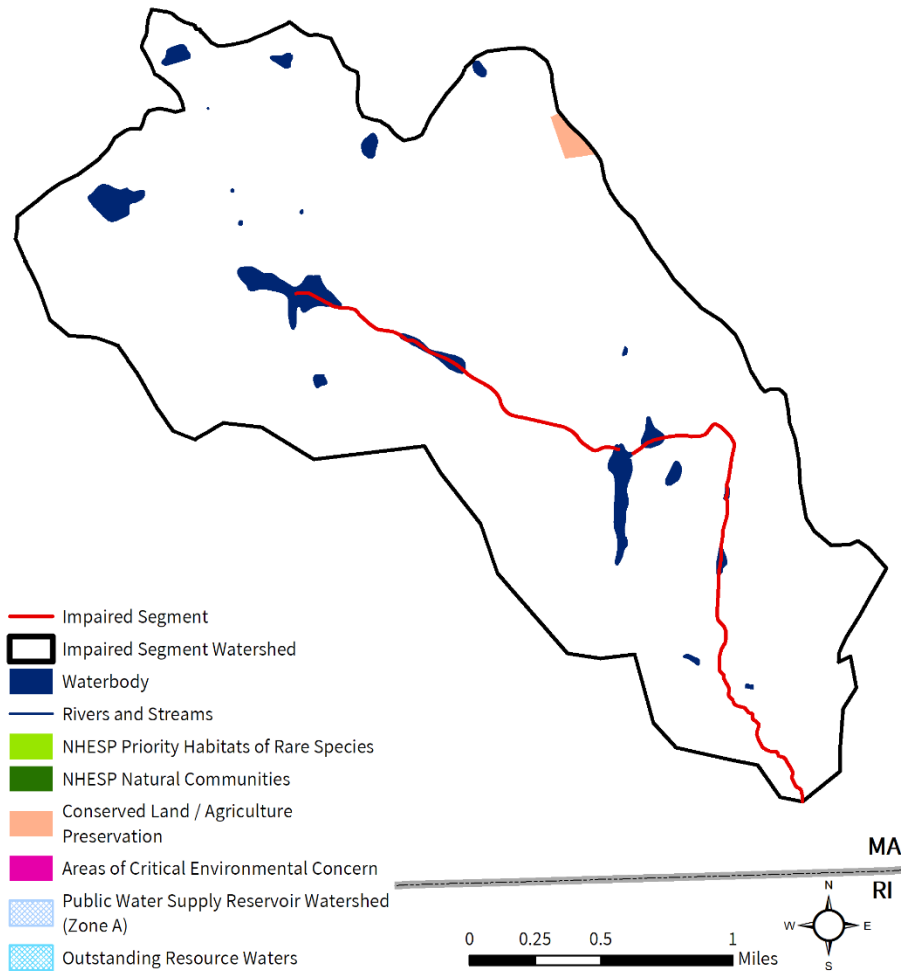 Impaired Segment
Impaired Segment Watershed
Waterbody
Rivers and Streams
NHESP Priority Habitats of Rare Species
NHESP Natural Communities
Conserved Land / Agriculture
Preservation
Areas of Critical Environmental Concern
Public Water Supply Reservoir Watershed
(Zone A)
Outstanding Resource Waters
MA
RI
N
W E
S
0 0.25 0.5 1
Miles